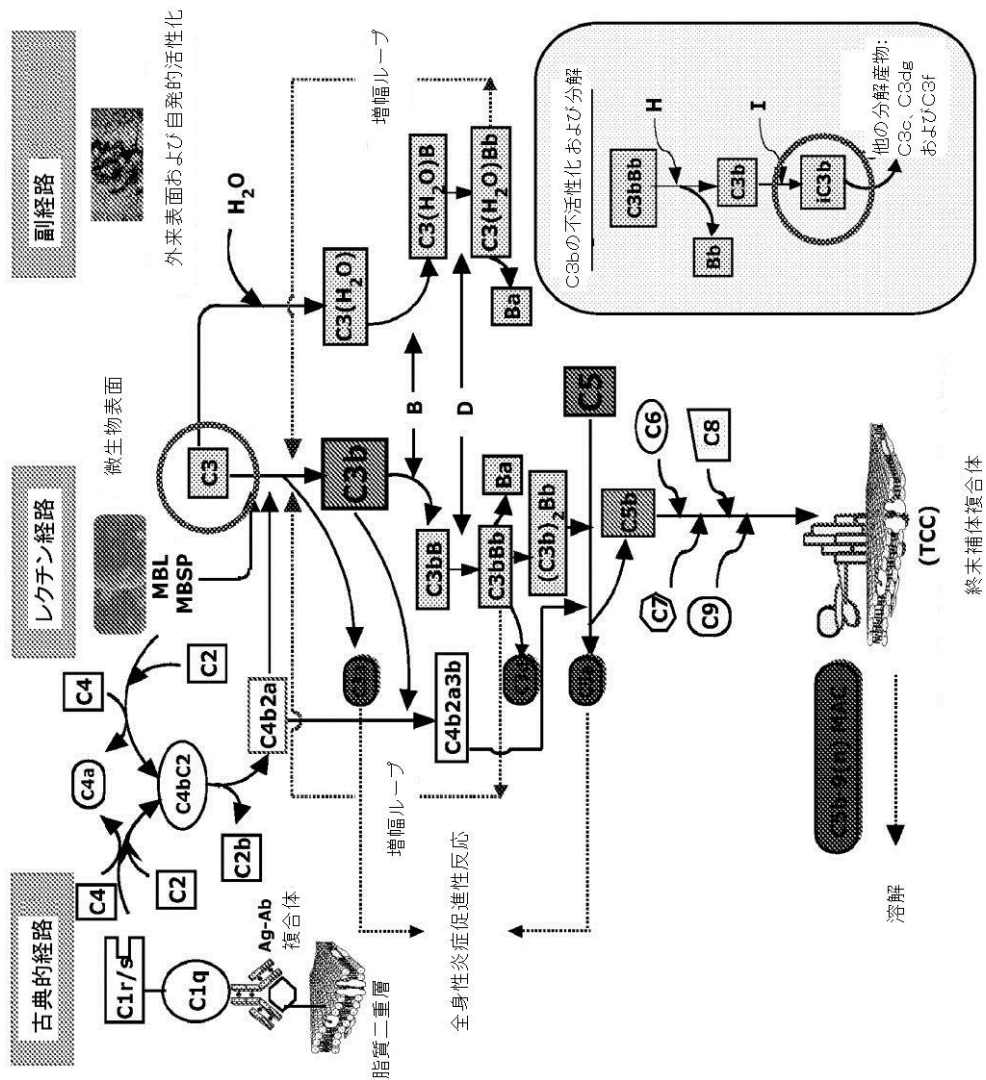 古典的経路
レクチン経路
副経路
C1r/s
C1q
Ag-Ab
複合体
脂質二重層
C4
C2
C4a
C4bC2
C2b
C4
C2
MBL
MBSP
微生物表面
外来表面および自発的活性化
C4b2a
C3
H₂O
C3(H₂O)
C3b
増幅ループ
増幅ループ
B
D
C3(H₂O)B
C3(H₂O)Bb
Ba
C3bB
C3bBb
Ba
(C3b)₂Bb
C4b2a3b
全身性炎症促進性反応
C5
C5b
C6
C7
C8
C9
(TCC)
終末補体複合体
C5b-9(n) MAC
溶解
C3bの不活性化および分解
C3bBb
H
Bb
C3b
I
iC3b
他の分解産物:
C3c、C3dg
およびC3f